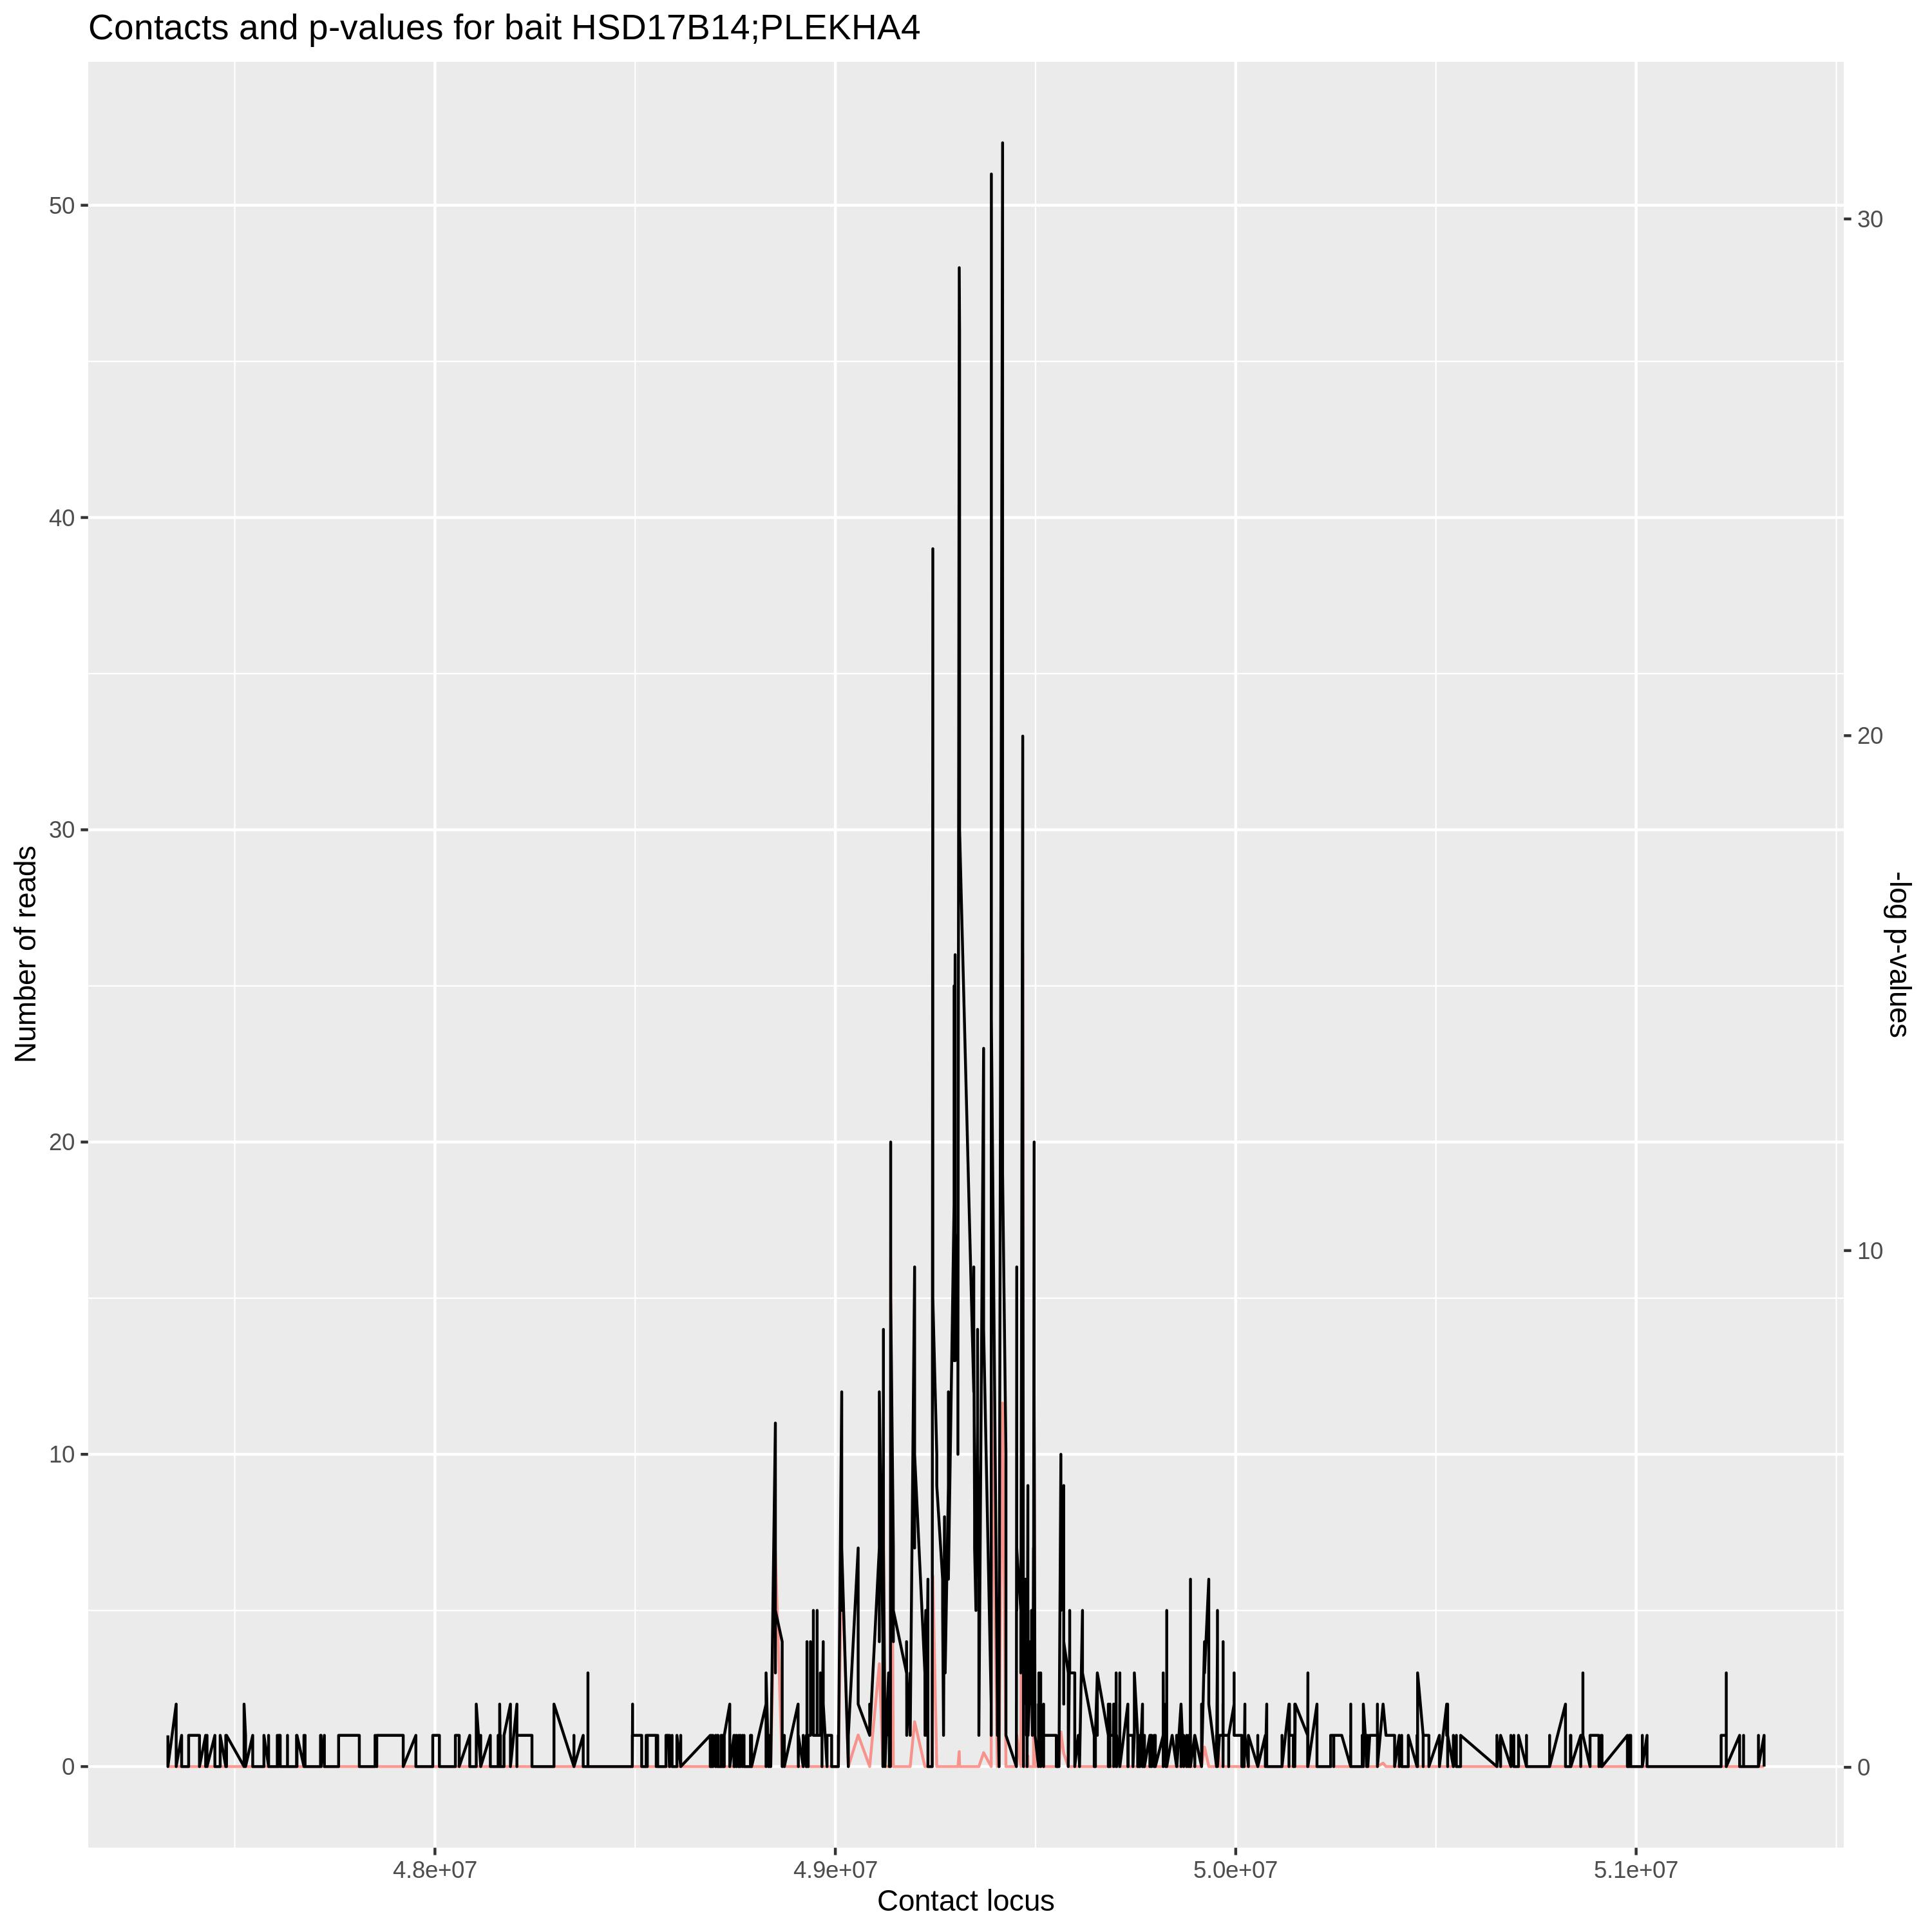 Contacts and p-values for bait HSD17B14;PLEKHA4
50
40
30
20
10
0
Number of reads
30
20
10
0
-log p-values
4.8e+07
4.9e+07
5.0e+07
5.1e+07
Contact locus